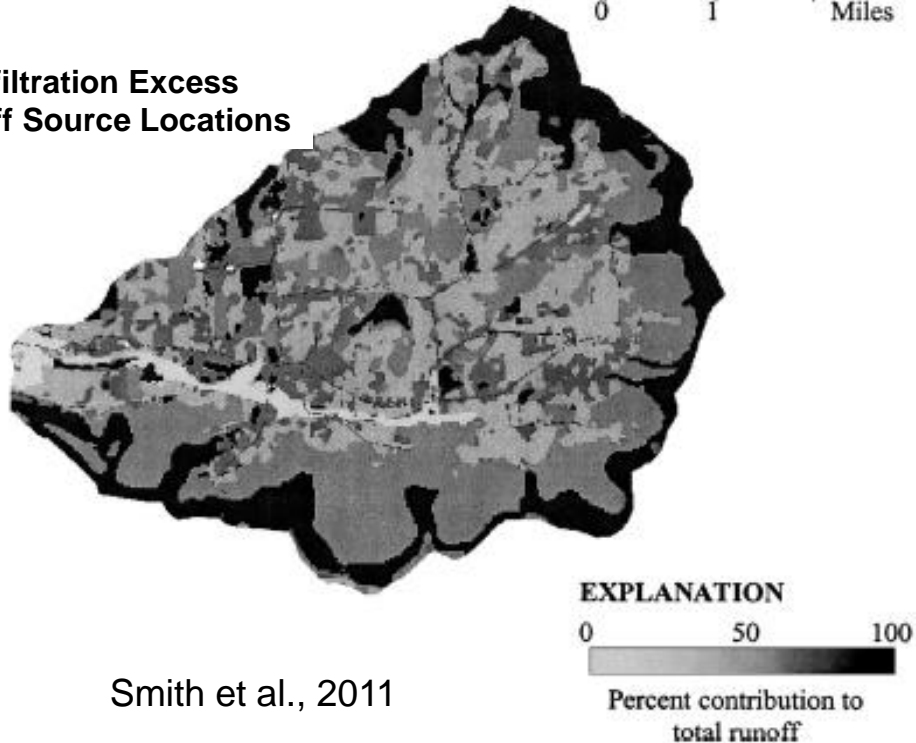 0 1 Miles
filtration Excess
ff Source Locations
EXPLANATION
0 50 100
Percent contribution to
total runoff
Smith et al., 2011